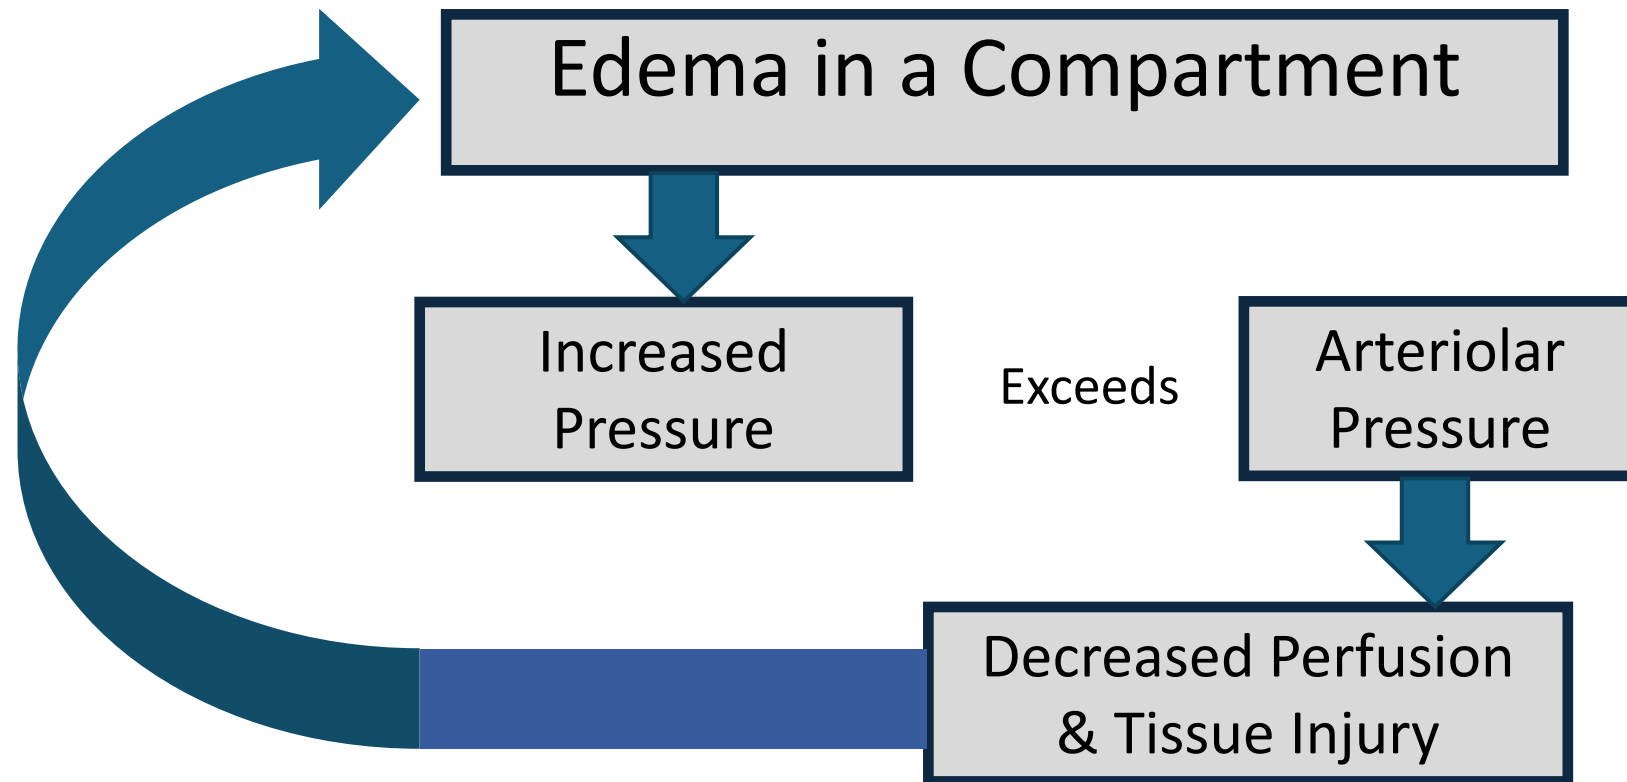 Edema in a Compartment
Increased
Pressure
Exceeds
Arteriolar
Pressure
Decreased Perfusion
& Tissue Injury